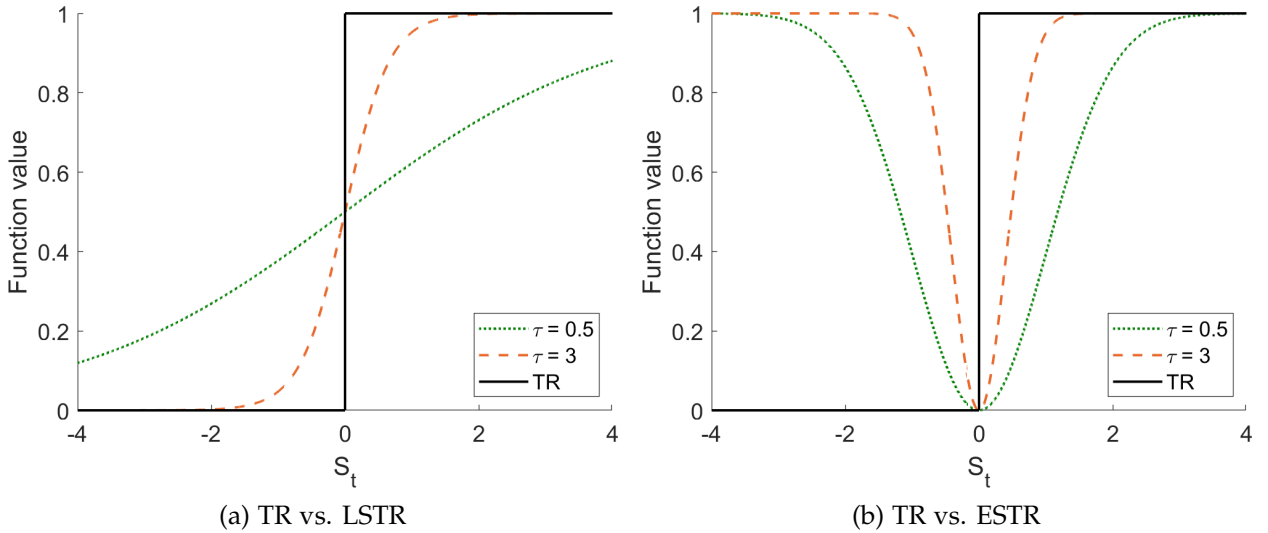 1
0.8
0.6
0.4
0.2
0
Function value
-4 -2 0 2 4
S_t
τ = 0.5
τ = 3
TR
(a) TR vs. LSTR
1
0.8
0.6
0.4
0.2
0
Function value
-4 -2 0 2 4
S_t
τ = 0.5
τ = 3
TR
(b) TR vs. ESTR